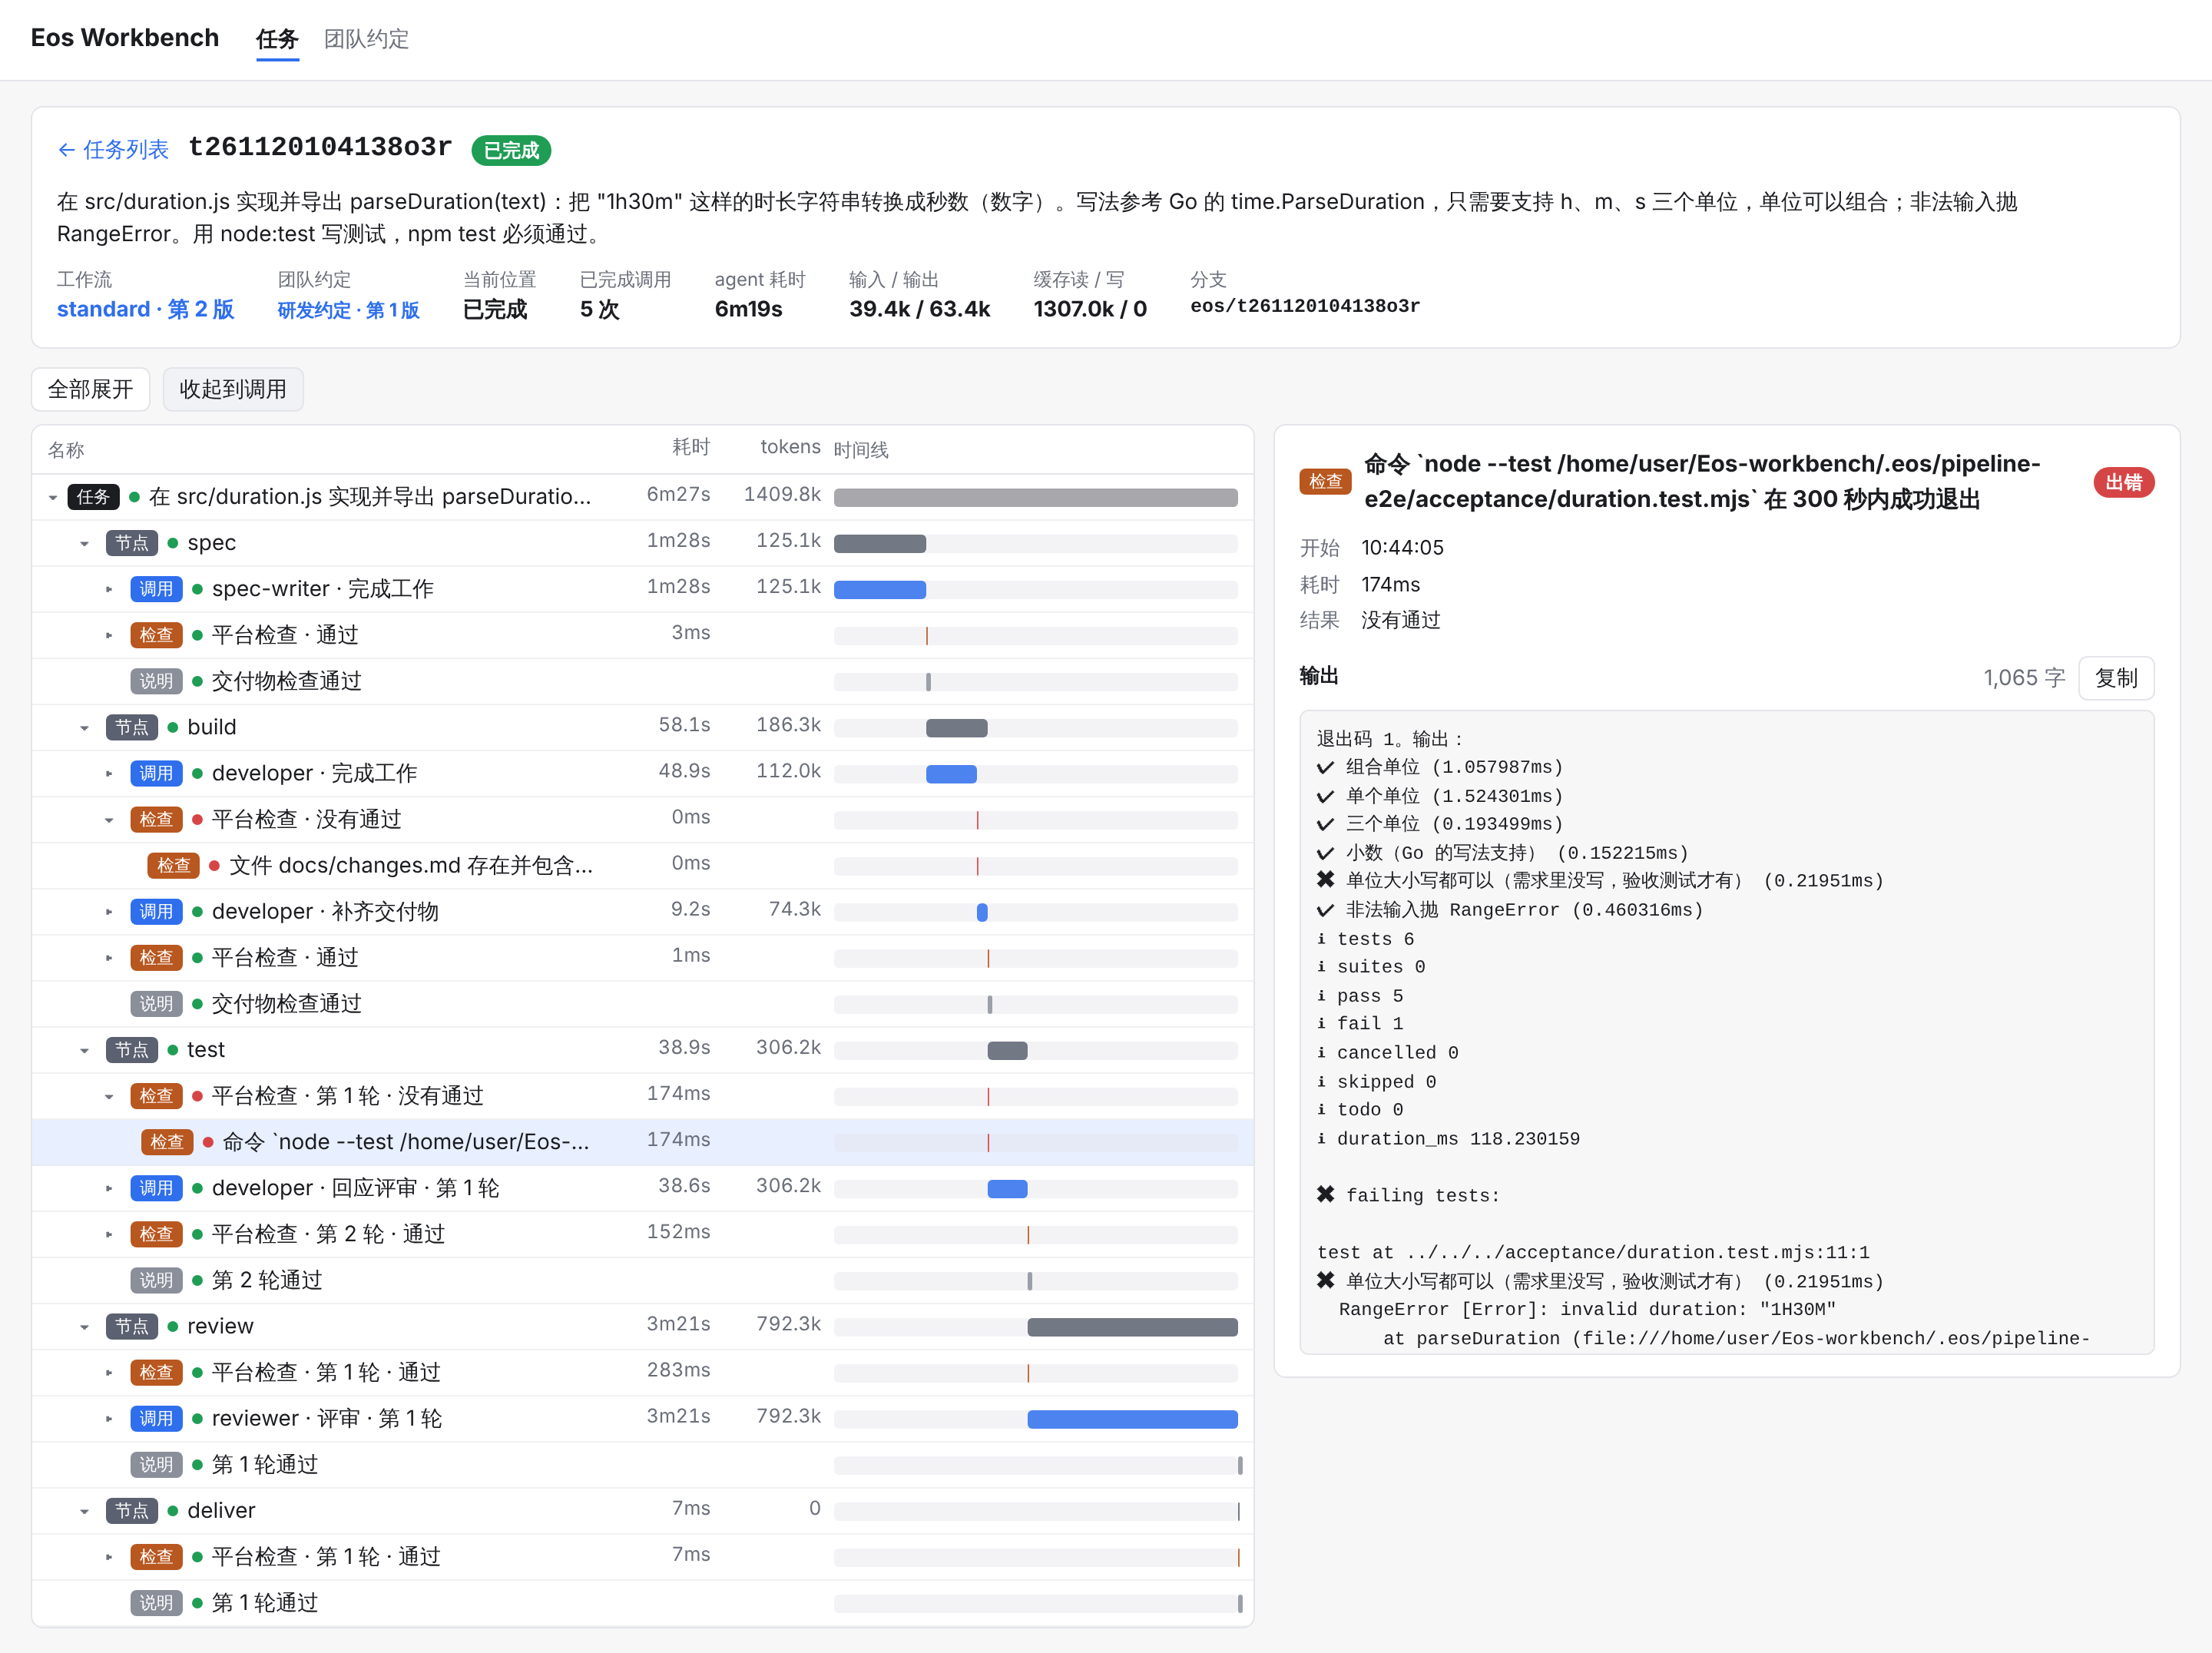 Eos Workbench 任务 团队约定
← 任务列表 t261120104138o3r 已完成
在 src/duration.js 实现并导出 parseDuration(text)：把 "1h30m" 这样的时长字符串转换成秒数（数字）。写法参考 Go 的 time.ParseDuration，只需要支持 h、m、s 三个单位，单位可以组合；非法输入抛
RangeError。用 node:test 写测试，npm test 必须通过。
工作流 团队约定 当前位置 已完成调用 agent 耗时 输入 / 输出 缓存读 / 写 分支
standard · 第 2 版 研发约定 · 第 1 版 已完成 5 次 6m19s 39.4k / 63.4k 1307.0k / 0 eos/t261120104138o3r
全部展开 收起到调用
名称 耗时 tokens 时间线
任务 在 src/duration.js 实现并导出 parseDuratio... 6m27s 1409.8k
节点 spec 1m28s 125.1k
调用 spec-writer · 完成工作 1m28s 125.1k
检查 平台检查 · 通过 3ms
说明 交付物检查通过
节点 build 58.1s 186.3k
调用 developer · 完成工作 48.9s 112.0k
检查 平台检查 · 没有通过 0ms
检查 文件 docs/changes.md 存在并包含... 0ms
调用 developer · 补齐交付物 9.2s 74.3k
检查 平台检查 · 通过 1ms
说明 交付物检查通过
节点 test 38.9s 306.2k
检查 平台检查 · 第 1 轮 · 没有通过 174ms
检查 命令 `node --test /home/user/Eos-... 174ms
调用 developer · 回应评审 · 第 1 轮 38.6s 306.2k
检查 平台检查 · 第 2 轮 · 通过 152ms
说明 第 2 轮通过
节点 review 3m21s 792.3k
检查 平台检查 · 第 1 轮 · 通过 283ms
调用 reviewer · 评审 · 第 1 轮 3m21s 792.3k
说明 第 1 轮通过
节点 deliver 7ms 0
检查 平台检查 · 第 1 轮 · 通过 7ms
说明 第 1 轮通过
检查 命令 `node --test /home/user/Eos-workbench/.eos/pipeline-
e2e/acceptance/duration.test.mjs` 在 300 秒内成功退出 出错
开始 10:44:05
耗时 174ms
结果 没有通过
输出 1,065 字 复制
退出码 1。输出：
✔ 组合单位 (1.057987ms)
✔ 单个单位 (1.524301ms)
✔ 三个单位 (0.193499ms)
✔ 小数（Go 的写法支持） (0.152215ms)
✖ 单位大小写都可以（需求里没写，验收测试才有） (0.21951ms)
✔ 非法输入抛 RangeError (0.460316ms)
ℹ tests 6
ℹ suites 0
ℹ pass 5
ℹ fail 1
ℹ cancelled 0
ℹ skipped 0
ℹ todo 0
ℹ duration_ms 118.230159
✖ failing tests:
test at ../../../acceptance/duration.test.mjs:11:1
✖ 单位大小写都可以（需求里没写，验收测试才有） (0.21951ms)
RangeError [Error]: invalid duration: "1H30M"
at parseDuration (file:///home/user/Eos-workbench/.eos/pipeline-